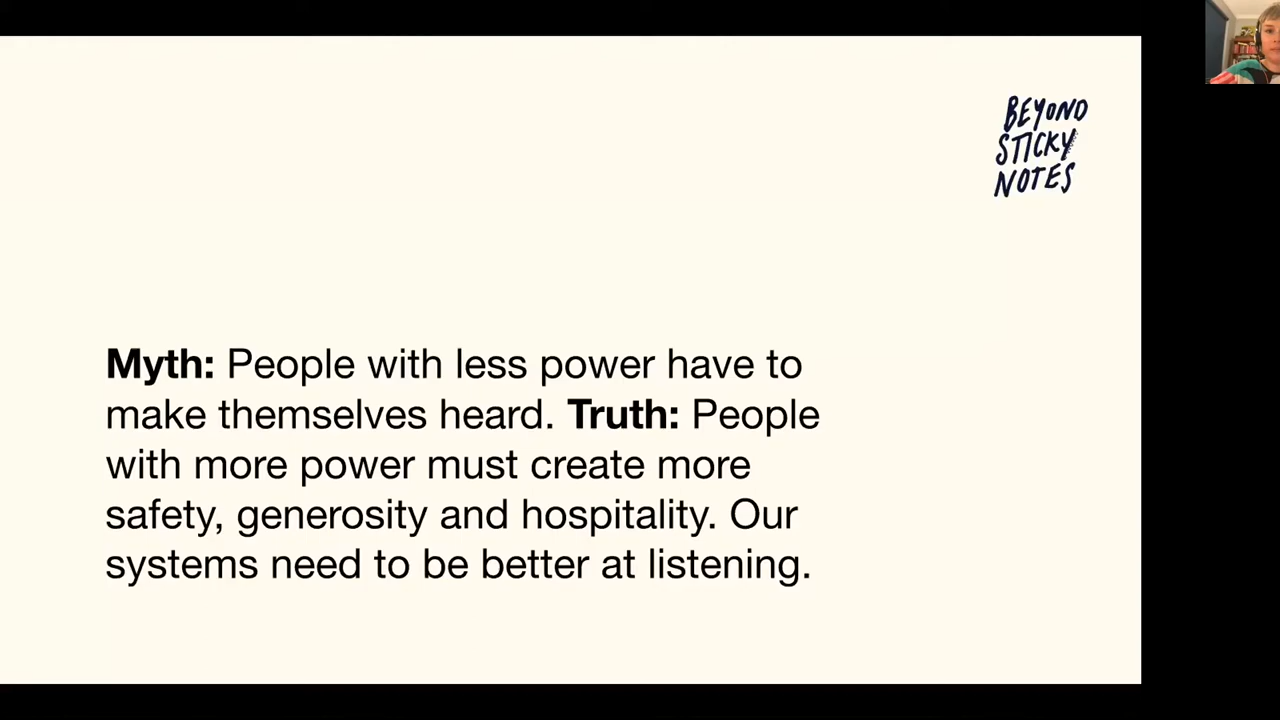 BEYOND
STICKY
NOTES
Myth: People with less power have to
make themselves heard. Truth: People
with more power must create more
safety, generosity and hospitality. Our
systems need to be better at listening.